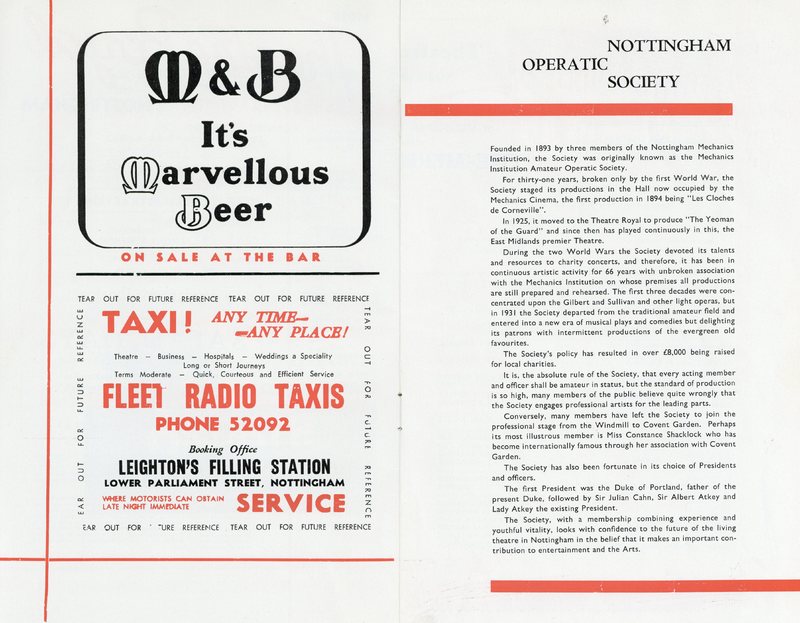 M & B
It's
Marvellous
Beer
ON SALE AT THE BAR
TEAR OUT FOR FUTURE REFERENCE TEAR OUT FOR FUTURE REFERENCE
TEAR OUT FOR FUTURE REFERENCE
EAR OUT FOR FUTURE REFERENCE
TAXI! ANY TIME—
—ANY PLACE!
Theatre – Business – Hospitals – Weddings a Speciality
Long or Short Journeys
Terms Moderate – Quick, Courteous and Efficient Service
FLEET RADIO TAXIS
PHONE 52092
Booking Office
LEIGHTON'S FILLING STATION
LOWER PARLIAMENT STREET, NOTTINGHAM
WHERE MOTORISTS CAN OBTAIN
LATE NIGHT IMMEDIATE SERVICE
EAR OUT FOR TURE REFERENCE TEAR OUT FOR FUTURE REFERENCE
NOTTINGHAM
OPERATIC
SOCIETY
Founded in 1893 by three members of the Nottingham Mechanics
Institution, the Society was originally known as the Mechanics
Institution Amateur Operatic Society.
For thirty-one years, broken only by the first World War, the
Society staged its productions in the Hall now occupied by the
Mechanics Cinema, the first production in 1894 being "Les Cloches
de Corneville".
In 1925, it moved to the Theatre Royal to produce "The Yeoman
of the Guard" and since then has played continuously in this, the
East Midlands premier Theatre.
During the two World Wars the Society devoted its talents
and resources to charity concerts, and therefore, it has been in
continuous artistic activity for 66 years with unbroken association
with the Mechanics Institution on whose premises all productions
are still prepared and rehearsed. The first three decades were con-
centrated upon the Gilbert and Sullivan and other light operas, but
in 1931 the Society departed from the traditional amateur field and
entered into a new era of musical plays and comedies but delighting
its patrons with intermittent productions of the evergreen old
favourites.
The Society's policy has resulted in over £8,000 being raised
for local charities.
It is, the absolute rule of the Society, that every acting member
and officer shall be amateur in status, but the standard of production
is so high, many members of the public believe quite wrongly that
the Society engages professional artists for the leading parts.
Conversely, many members have left the Society to join the
professional stage from the Windmill to Covent Garden. Perhaps
its most illustrous member is Miss Constance Shacklock who has
become internationally famous through her association with Covent
Garden.
The Society has also been fortunate in its choice of Presidents
and officers.
The first President was the Duke of Portland, father of the
present Duke, followed by Sir Julian Cahn, Sir Albert Atkey and
Lady Atkey the existing President.
The Society, with a membership combining experience and
youthful vitality, looks with confidence to the future of the living
theatre in Nottingham in the belief that it makes an important con-
tribution to entertainment and the Arts.